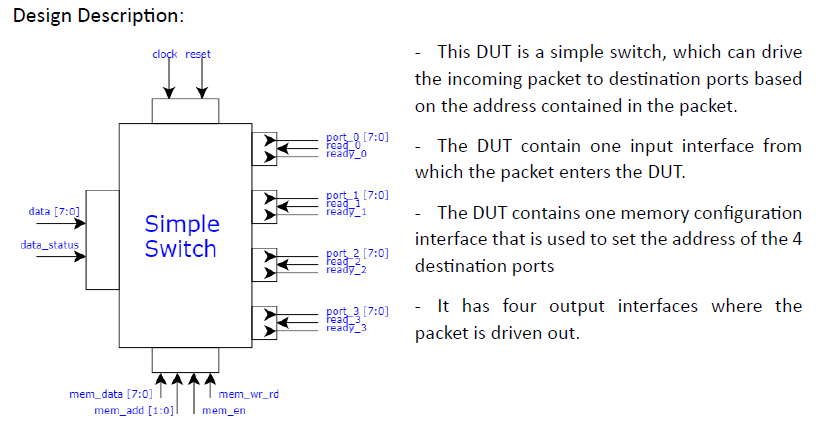 Design Description:
clock reset
port_0 [7:0]
read_0
ready_0
port_1 [7:0]
read_1
ready_1
data [7:0]
data_status
Simple
Switch
port_2 [7:0]
read_2
ready_2
port_3 [7:0]
read_3
ready_3
mem_data [7:0]
mem_wr_rd
mem_add [1:0]
mem_en
- This DUT is a simple switch, which can drive
the incoming packet to destination ports based
on the address contained in the packet.
- The DUT contain one input interface from
which the packet enters the DUT.
- The DUT contains one memory configuration
interface that is used to set the address of the 4
destination ports
- It has four output interfaces where the
packet is driven out.